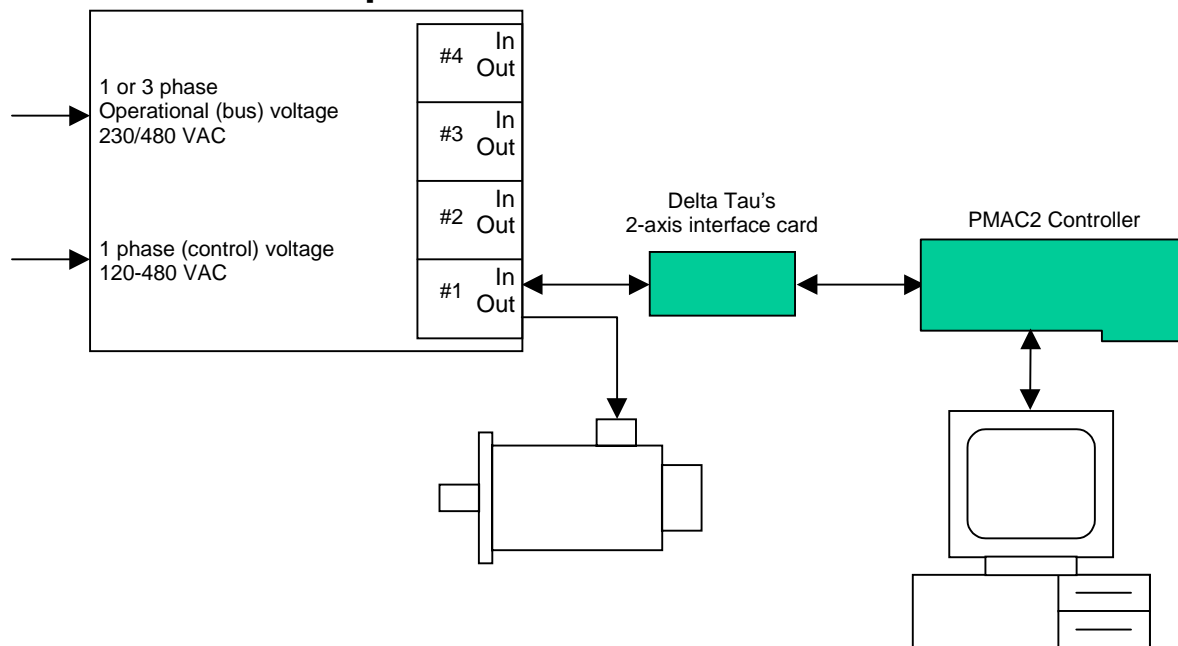 1 or 3 phase
Operational (bus) voltage
230/480 VAC
1 phase (control) voltage
120-480 VAC
#4 In
Out
#3 In
Out
#2 In
Out
#1 In
Out
Delta Tau's
2-axis interface card
PMAC2 Controller